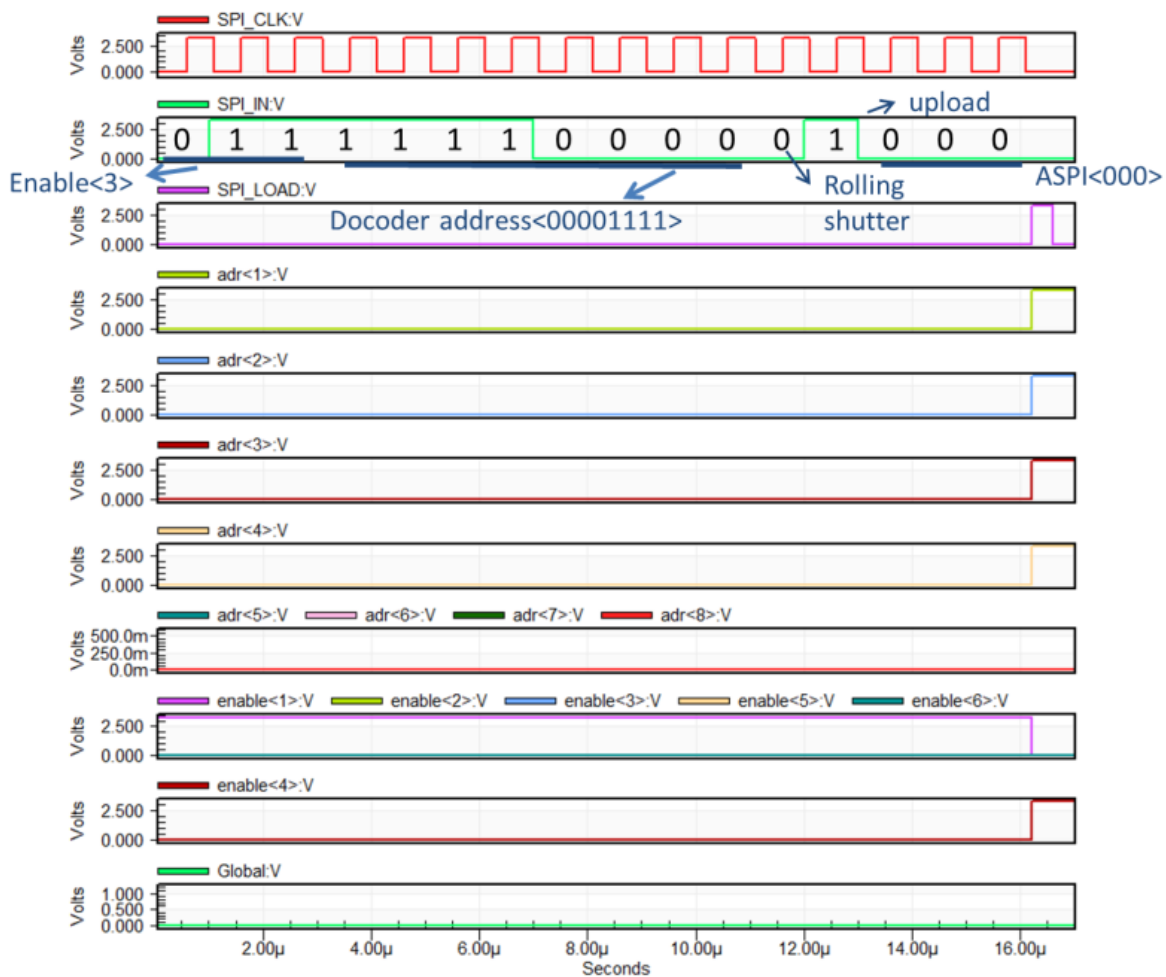 SPI_CLK:V
Volts
2.500
0.000
SPI_IN:V
upload
Volts
2.500
0.000
0 1 1 1 1 1 1 0 0 0 0 0 1 0 0 0
Enable<3>
Docoder address<00001111>
Rolling
shutter
ASPI<000>
SPI_LOAD:V
Volts
2.500
0.000
adr<1>:V
Volts
2.500
0.000
adr<2>:V
Volts
2.500
0.000
adr<3>:V
Volts
2.500
0.000
adr<4>:V
Volts
2.500
0.000
adr<5>:V adr<6>:V adr<7>:V adr<8>:V
Volts
500.0m
250.0m
0.0m
enable<1>:V enable<2>:V enable<3>:V enable<5>:V enable<6>:V
Volts
2.500
0.000
enable<4>:V
Volts
2.500
0.000
Global:V
Volts
1.000
0.500
0.000
2.00µ 4.00µ 6.00µ 8.00µ 10.00µ 12.00µ 14.00µ 16.00µ
Seconds